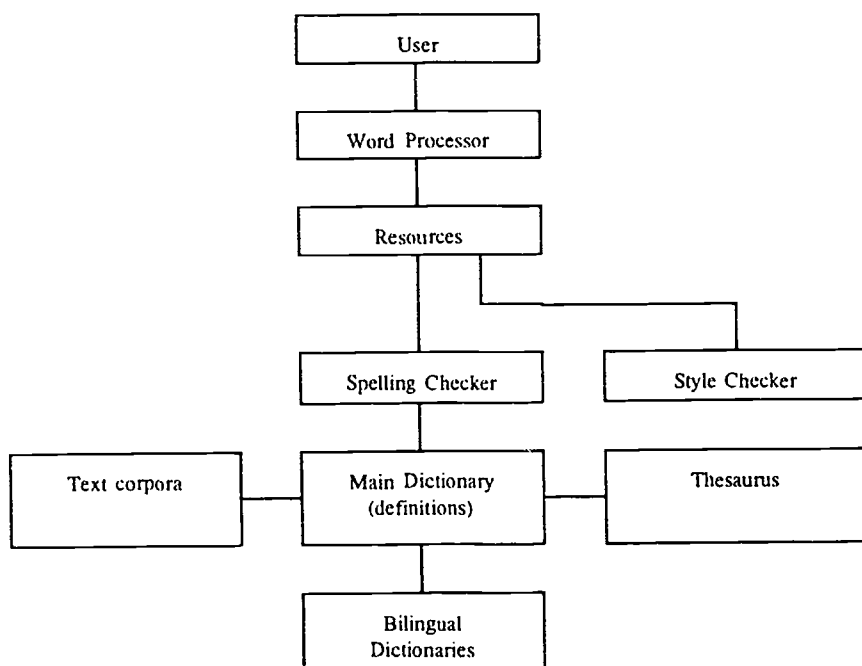 User
Word Processor
Resources
Spelling Checker
Style Checker
Text corpora
Main Dictionary
(definitions)
Thesaurus
Bilingual
Dictionaries